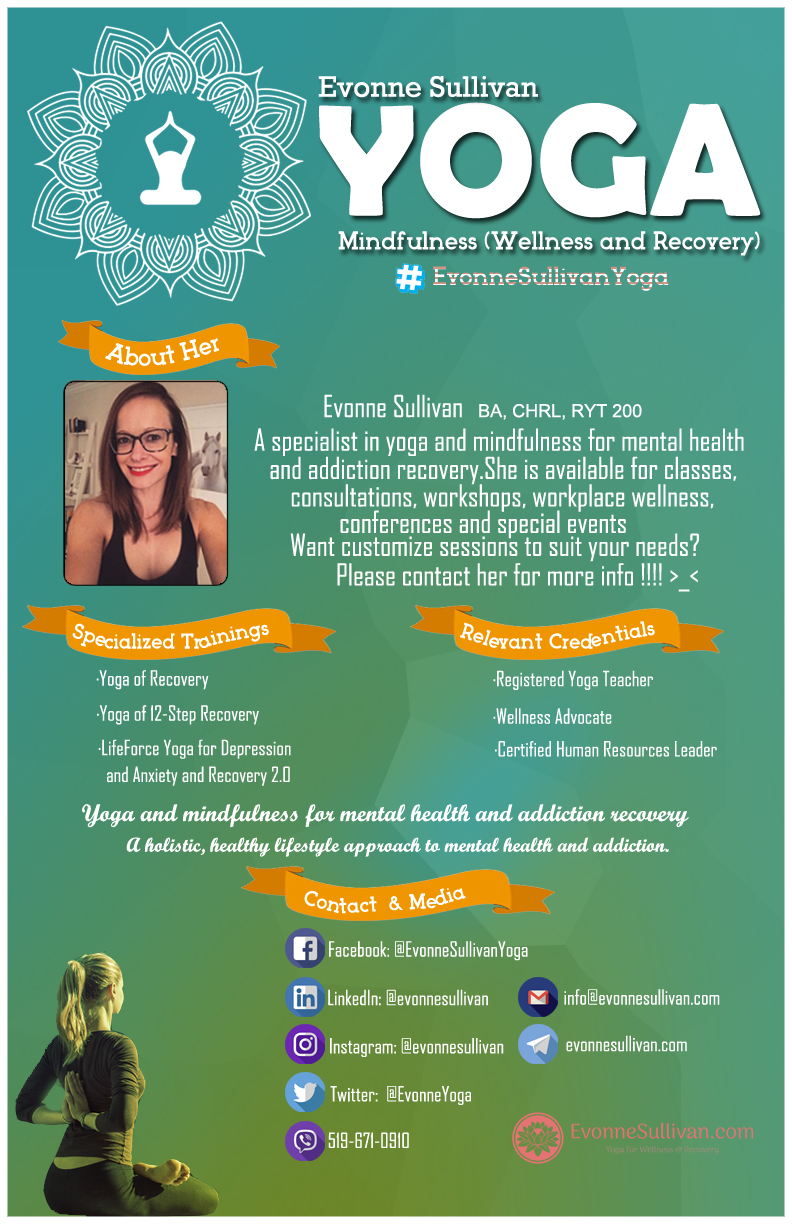 Evonne Sullivan
YOGA
Mindfulness (Wellness and Recovery)
# EvonneSullivanYoga
About Her
Evonne Sullivan BA, CHRL, RYT 200
A specialist in yoga and mindfulness for mental health
and addiction recovery.She is available for classes,
consultations, workshops, workplace wellness,
conferences and special events
Want customize sessions to suit your needs?
Please contact her for more info !!!! >_<
Specialized Trainings
·Yoga of Recovery
·Yoga of 12-Step Recovery
·LifeForce Yoga for Depression
and Anxiety and Recovery 2.0
Relevant Credentials
·Registered Yoga Teacher
·Wellness Advocate
·Certified Human Resources Leader
Yoga and mindfulness for mental health and addiction recovery
A holistic, healthy lifestyle approach to mental health and addiction.
Contact & Media
Facebook: @EvonneSullivanYoga
LinkedIn: @evonnesullivan
info@evonnesullivan.com
Instagram: @evonnesullivan
evonnesullivan.com
Twitter: @EvonneYoga
519-671-0910
EvonneSullivan.com
Yoga for Wellness & Recovery